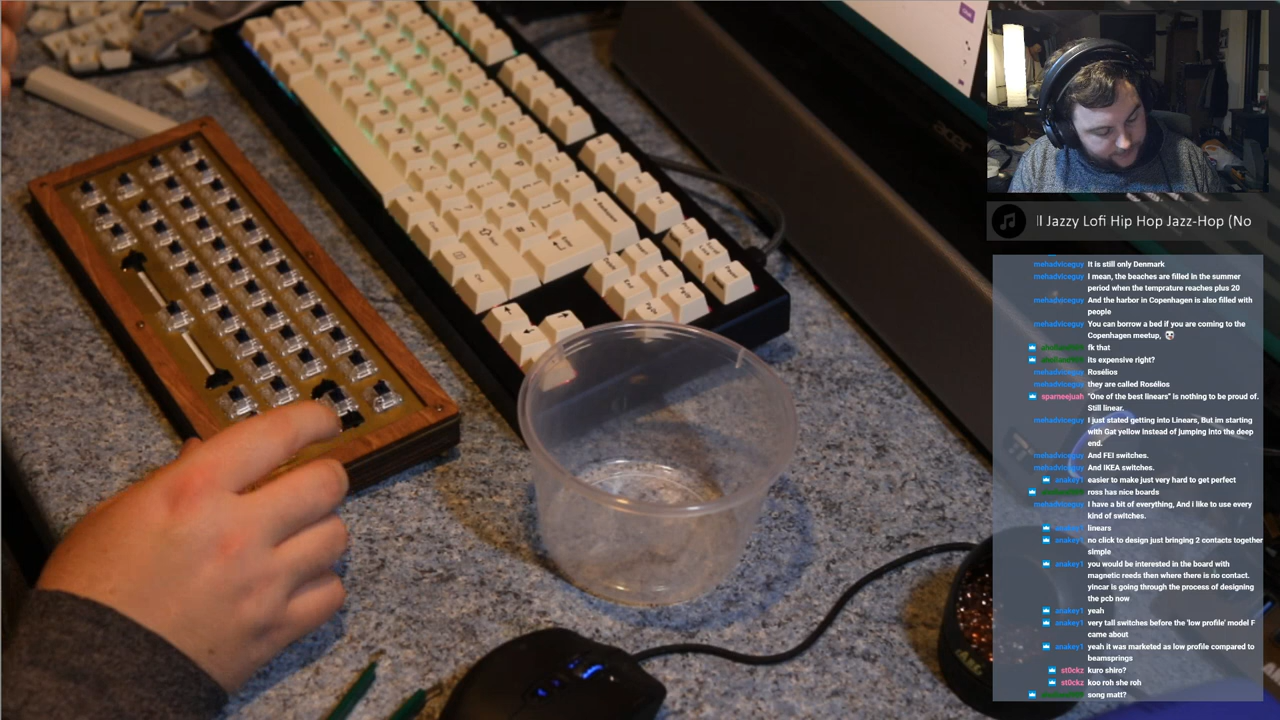 acer
ll Jazzy Lofi Hip Hop Jazz-Hop (No
mehadviceguy It is still only Denmark
mehadviceguy I mean, the beaches are filled in the summer
period when the temprature reaches plus 20
mehadviceguy And the harbor in Copenhagen is also filled with
people
mehadviceguy You can borrow a bed if you are coming to the
Copenhagen meetup,
fk that
Its expensive right?
mehadviceguy Rosélios
mehadviceguy they are called Rosélios
aparneejuah "One of the best linears" is nothing to be proud of.
Still linear.
mehadviceguy I just stated getting into Linears, But im starting
with Gat yellow Instead of jumping into the deep
end.
mehadviceguy And FEI switches.
mehadviceguy And IKEA switches.
anakey1 easier to make just very hard to get perfect
ross has nice boards
mehadviceguy I have a bit of everything, And i like to use every
kind of switches.
anakey1 linears
anakey1 no click to design just bringing 2 contacts together
simple
anakey1 you would be interested in the board with
magnetic reeds then where there is no contact.
yincar is going through the process of designing
the pcb now
anakey1 yeah
anakey1 very tall switches before the 'low profile' model F
came about
anakey1 yeah it was marketed as low profile compared to
beamsprings
st0ckz kuro shiro?
st0ckz koo roh she roh
song matt?